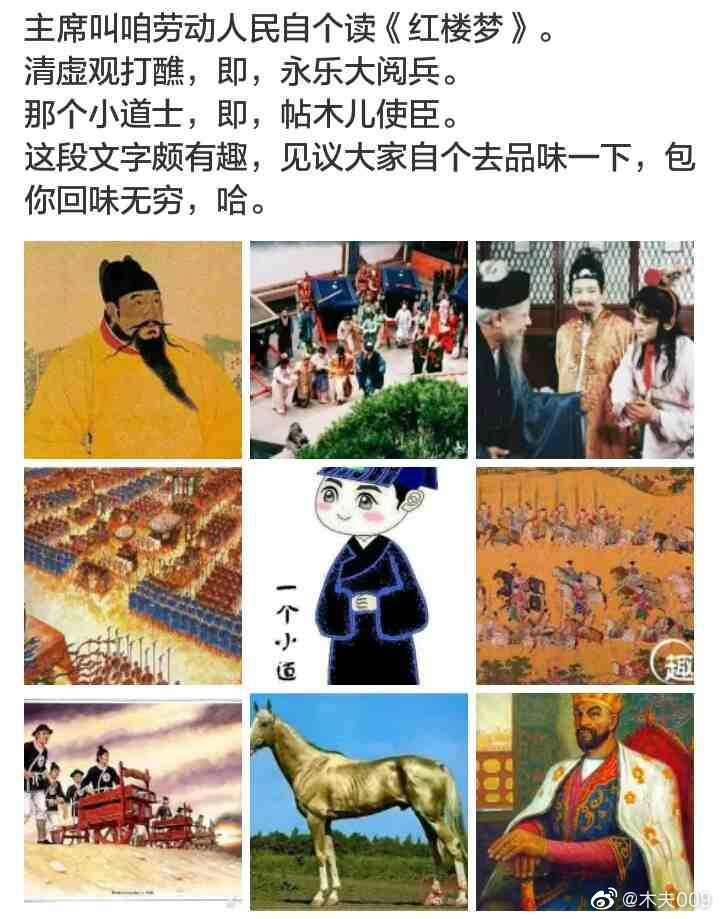 主席叫咱劳动人民自个读《红楼梦》。
清虚观打醮，即，永乐大阅兵。
那个小道士，即，帖木儿使臣。
这段文字颇有趣，见议大家自个去品味一下，包
你回味无穷，哈。
一个小道
趣
@木夫009